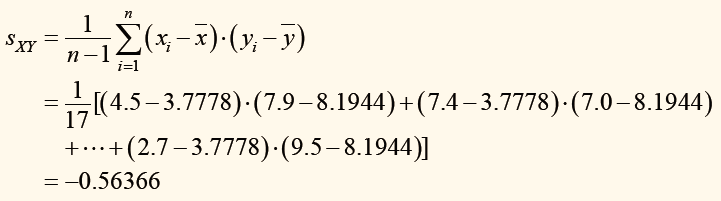 s_{XY} = \frac{1}{n-1} \sum_{i=1}^{n} (x_i - \overline{x}) \cdot (y_i - \overline{y})
= \frac{1}{17} [(4.5 - 3.7778) \cdot (7.9 - 8.1944) + (7.4 - 3.7778) \cdot (7.0 - 8.1944)
+ \cdots + (2.7 - 3.7778) \cdot (9.5 - 8.1944)]
= -0.56366